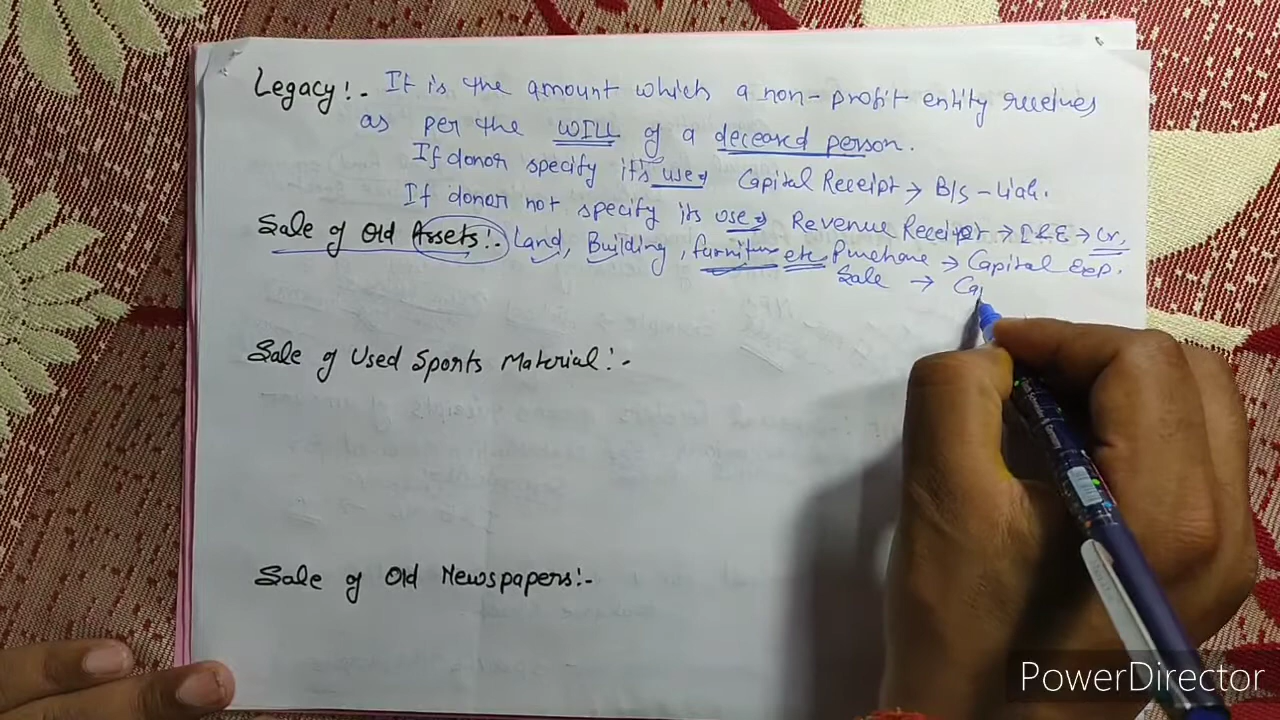 Legacy:- It is the amount which a non-profit entity receives
as per the WILL of a deceased person.
If donor specify it's use → Capital Receipt → B/S - Liab.
If donor not specify its use → Revenue Receipt → I & E → Cr.
Sale of Old Assets:- Land, Building, furniture etc. Purchase → Capital Exp.
Sale → Cap
Sale of Used Sports Material:-
Sale of Old Newspapers:-
PowerDirector